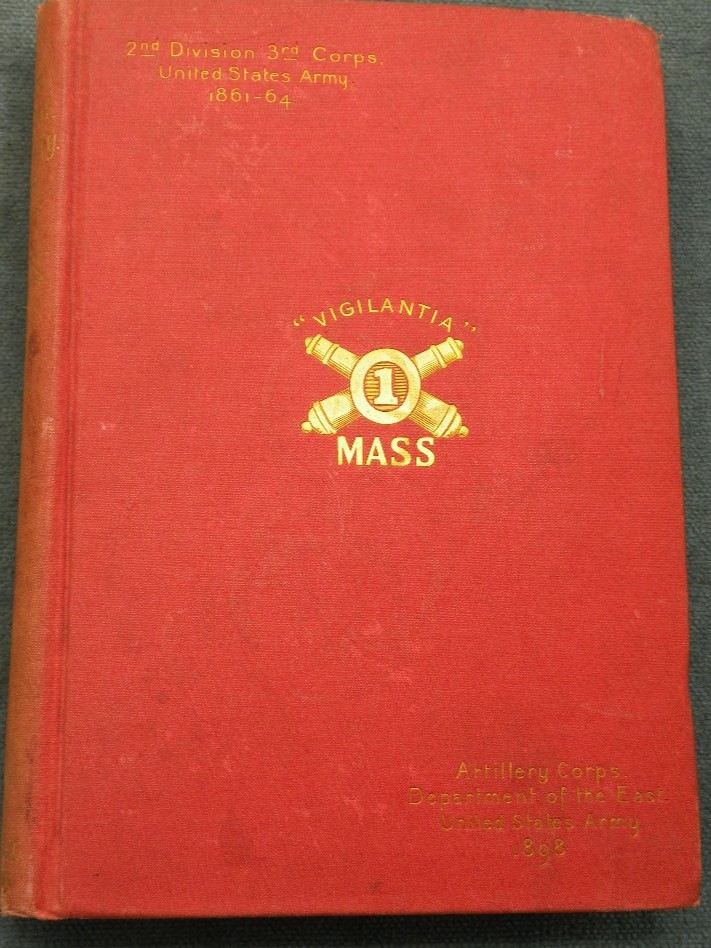 2nd Division 3rd Corps.
United States Army.
1861-64
"VIGILANTIA"
1
MASS
Artillery Corps.
Department of the East.
United States Army
1898